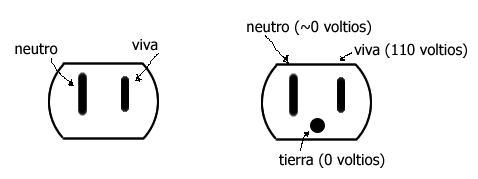 neutro
viva
neutro (~0 voltios)
viva (110 voltios)
tierra (0 voltios)